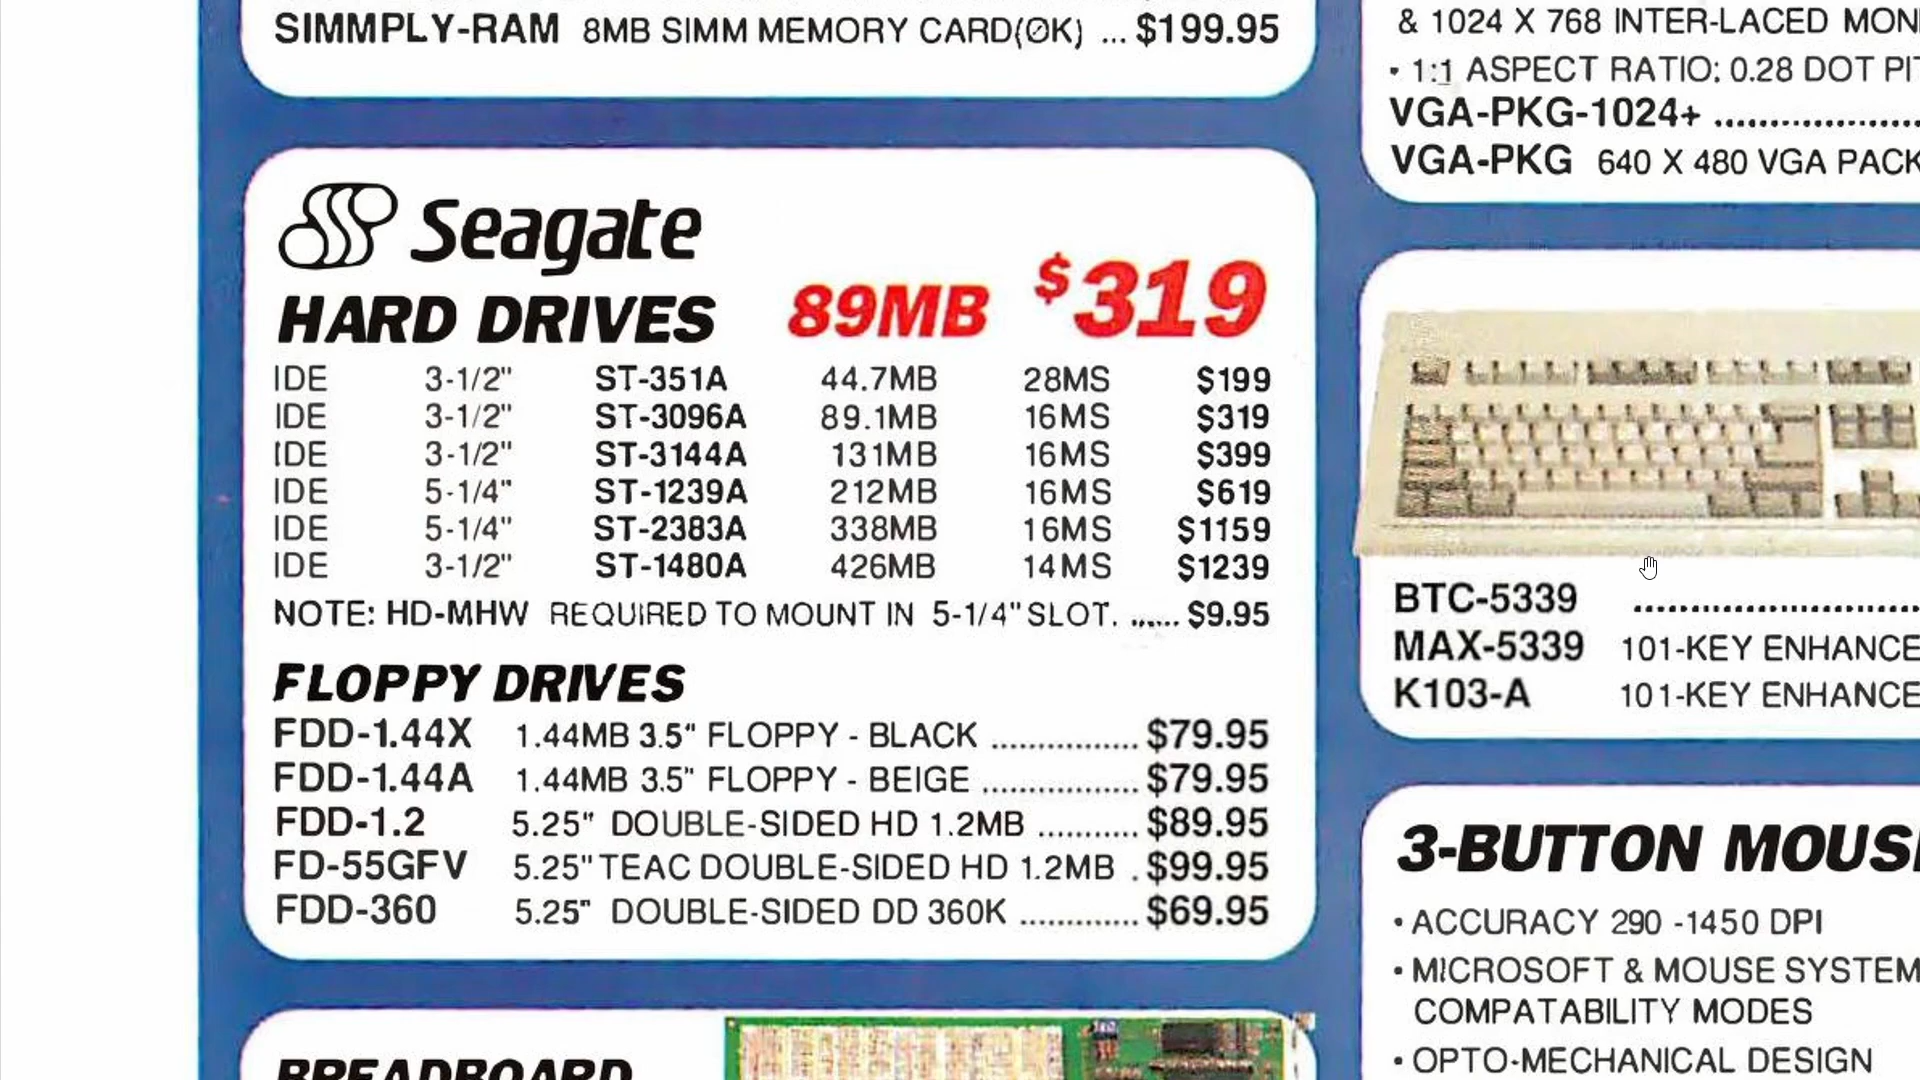 SIMMPLY-RAM 8MB SIMM MEMORY CARD(0K) ... $199.95
Seagate
HARD DRIVES 89MB $319
IDE 3-1/2" ST-351A 44.7MB 28MS $199
IDE 3-1/2" ST-3096A 89.1MB 16MS $319
IDE 3-1/2" ST-3144A 131MB 16MS $399
IDE 5-1/4" ST-1239A 212MB 16MS $619
IDE 5-1/4" ST-2383A 338MB 16MS $1159
IDE 3-1/2" ST-1480A 426MB 14MS $1239
NOTE: HD-MHW REQUIRED TO MOUNT IN 5-1/4" SLOT. ...... $9.95
FLOPPY DRIVES
FDD-1.44X 1.44MB 3.5" FLOPPY - BLACK ................ $79.95
FDD-1.44A 1.44MB 3.5" FLOPPY - BEIGE ................. $79.95
FDD-1.2 5.25" DOUBLE-SIDED HD 1.2MB ........... $89.95
FD-55GFV 5.25" TEAC DOUBLE-SIDED HD 1.2MB . $99.95
FDD-360 5.25" DOUBLE-SIDED DD 360K ............. $69.95
BREADBOARD
& 1024 X 768 INTER-LACED
• 1:1 ASPECT RATIO; 0.28 DOT
VGA-PKG-1024+ ...................
VGA-PKG 640 X 480 VGA
BTC-5339 .........................
MAX-5339 101-KEY ENHANCE
K103-A 101-KEY ENHANCE
3-BUTTON MOUS
• ACCURACY 290 -1450 DPI
• MICROSOFT & MOUSE SYSTEM
COMPATABILITY MODES
• OPTO-MECHANICAL DESIGN